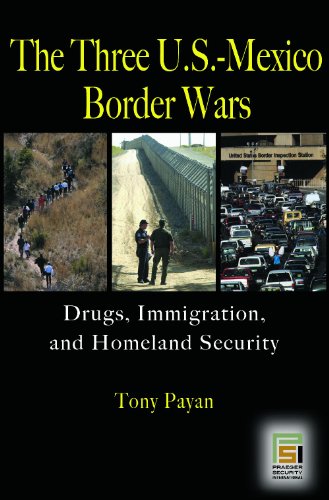 The Three U.S.-Mexico
Border Wars
United States Border Inspection Station
Drugs, Immigration,
and Homeland Security
Tony Payan
PSI
PRAEGER
SECURITY
INTERNATIONAL